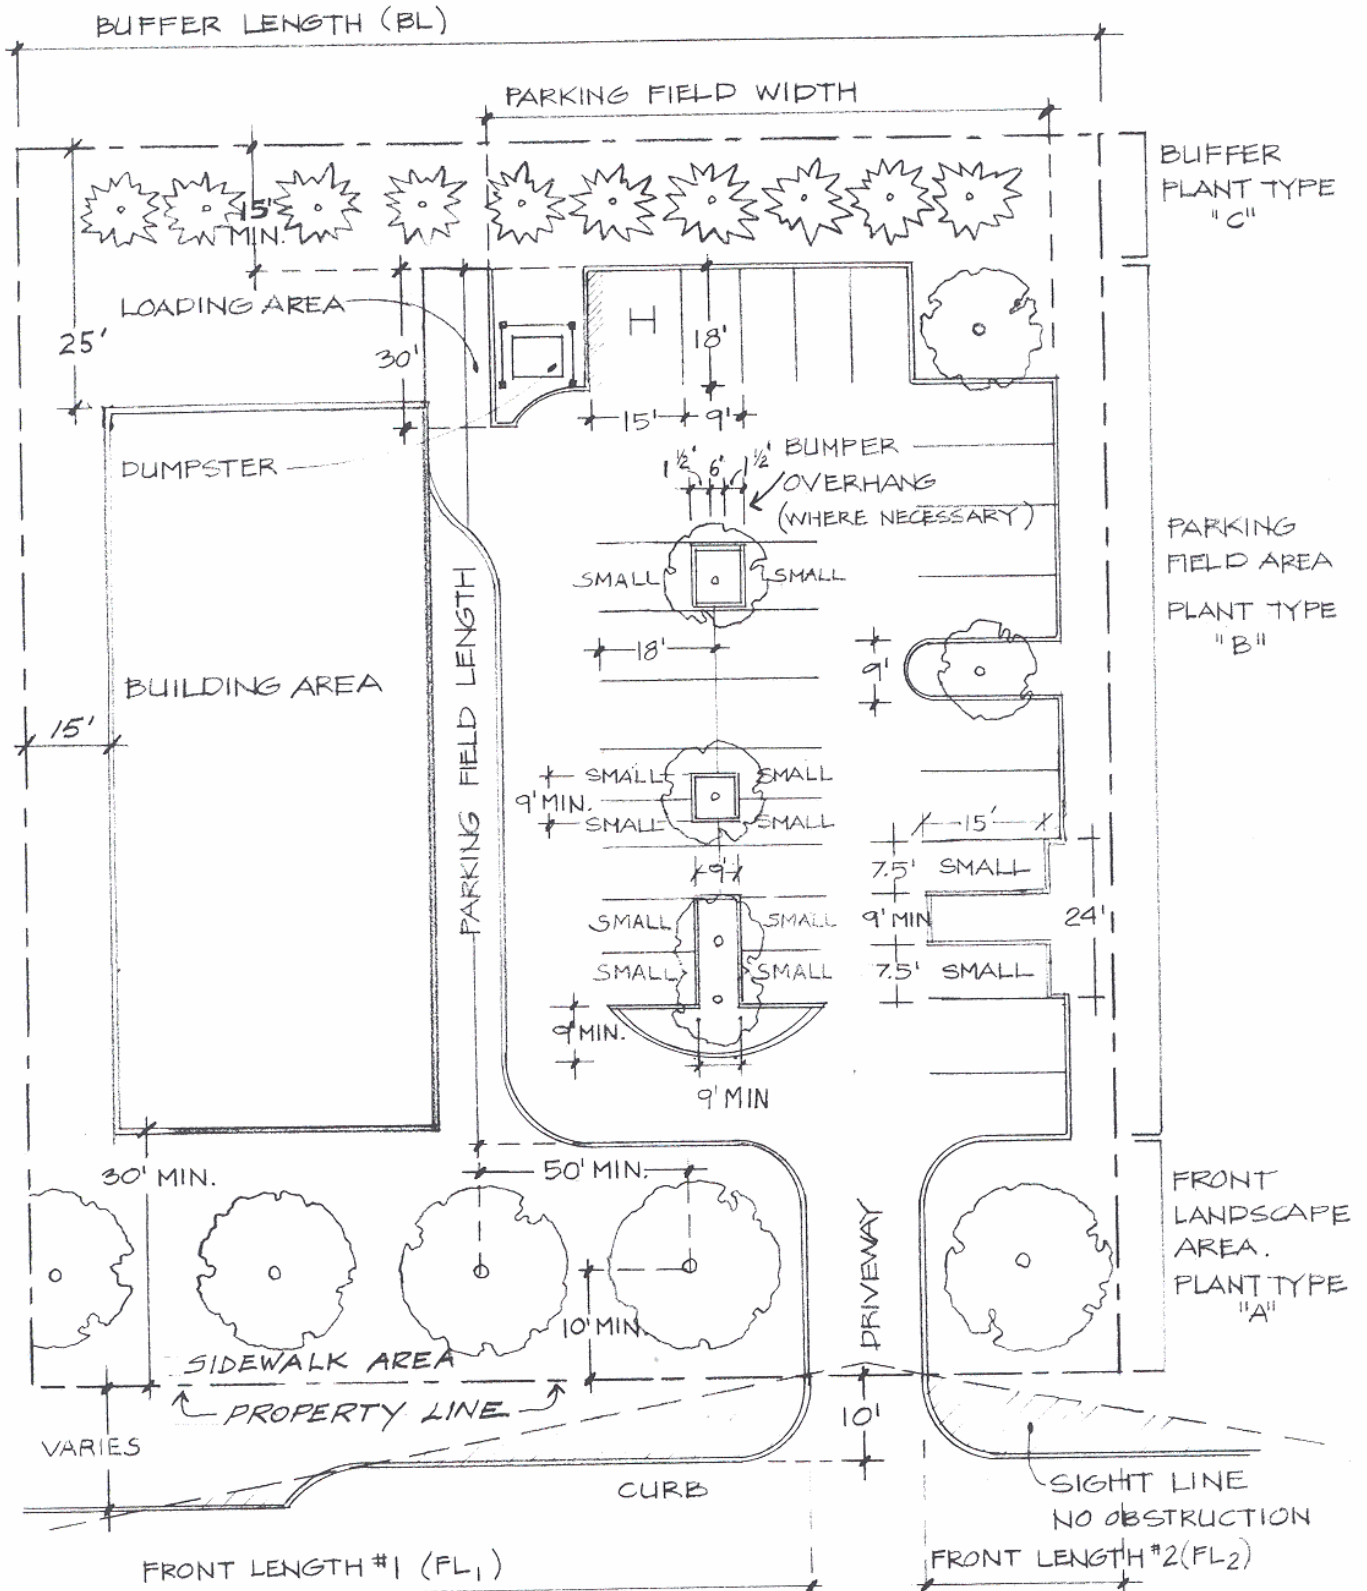 BUFFER LENGTH (BL)
PARKING FIELD WIDTH
BUFFER
PLANT TYPE
"C"
15'
MIN.
LOADING AREA
25'
30'
H
18'
15'
9'
DUMPSTER
1½' 6' 1½'
BUMPER
OVERHANG
(WHERE NECESSARY)
PARKING
FIELD AREA
PLANT TYPE
"B"
SMALL
SMALL
18'
9'
BUILDING AREA
15'
PARKING FIELD LENGTH
SMALL
SMALL
9' MIN.
SMALL
SMALL
15'
9'
7.5'
SMALL
SMALL
SMALL
9' MIN
24'
SMALL
SMALL
7.5'
SMALL
9' MIN.
9' MIN
30' MIN.
50' MIN.
FRONT
LANDSCAPE
AREA.
PLANT TYPE
"A"
DRIVEWAY
10' MIN.
SIDEWALK AREA
PROPERTY LINE
10'
VARIES
CURB
SIGHT LINE
NO OBSTRUCTION
FRONT LENGTH #1 (FL₁)
FRONT LENGTH #2 (FL₂)